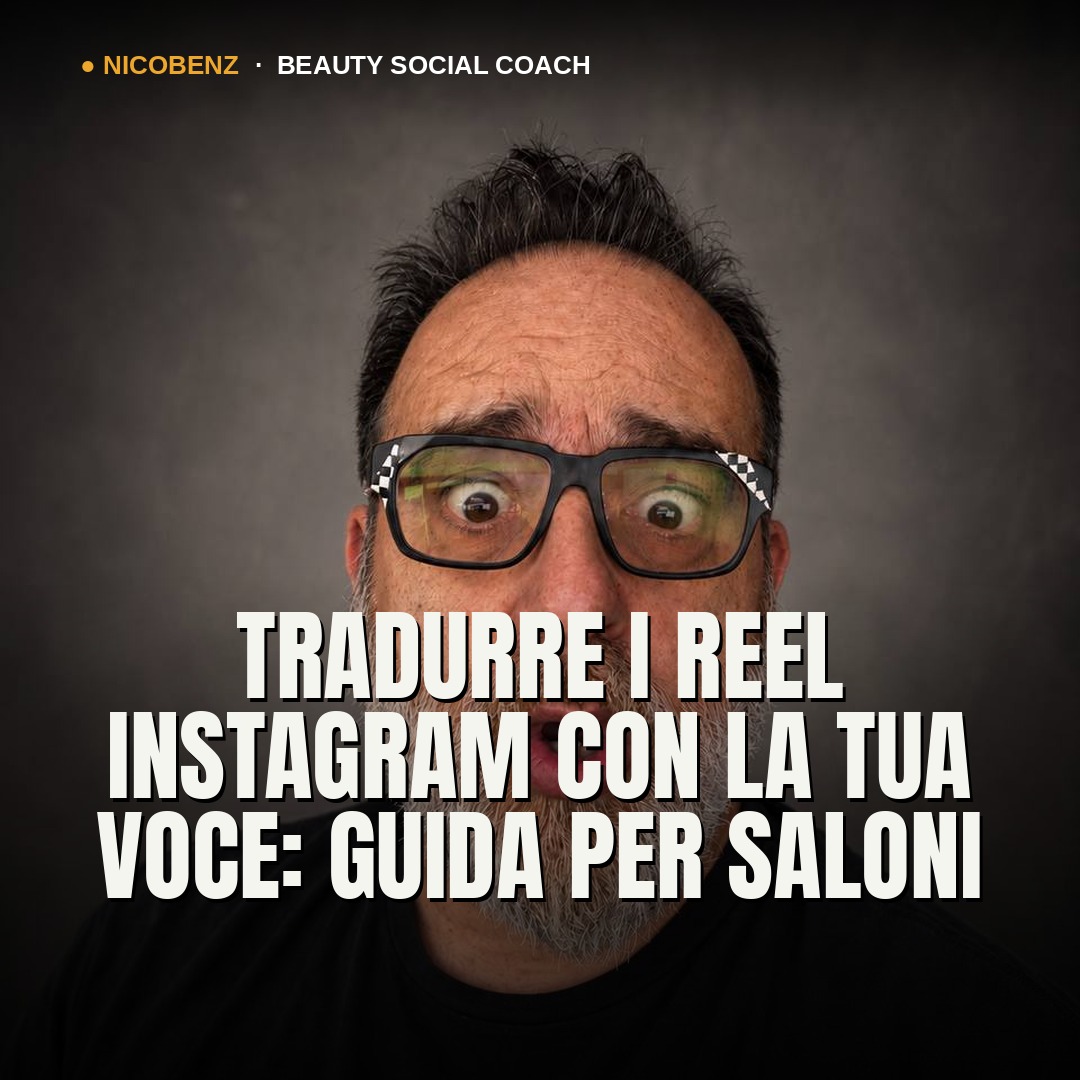 ● NICOBENZ · BEAUTY SOCIAL COACH
TRADURRE I REEL
INSTAGRAM CON LA TUA
VOCE: GUIDA PER SALONI